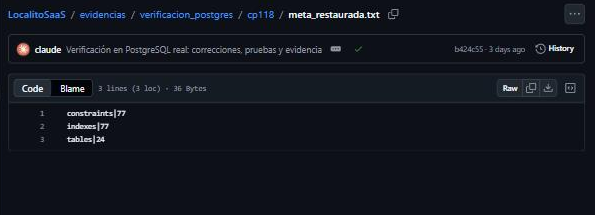 LocalitoSaaS / evidencias / verificacion_postgres / cp118 / meta_restaurada.txt
claude Verificación en PostgreSQL real: correcciones, pruebas y evidencia b424c55 · 3 days ago History
Code Blame 3 lines (3 loc) · 36 Bytes Raw
1 constraints|77
2 indexes|77
3 tables|24